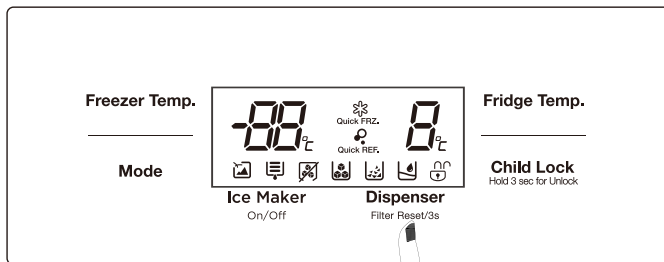 Freezer Temp.
-88°C
Quick FRZ.
Quick REF.
8°C
Fridge Temp.
Mode
Child Lock
Hold 3 sec for Unlock
Ice Maker
On/Off
Dispenser
Filter Reset/3s